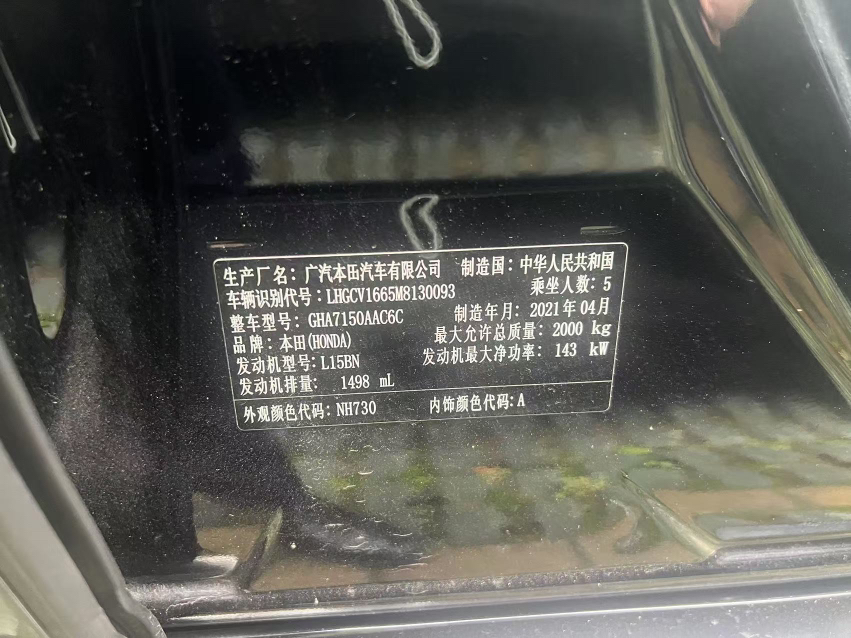 生产厂名：广汽本田汽车有限公司 制造国：中华人民共和国
车辆识别代号：LHGCV1665M8130093 乘坐人数：5
整车型号：GHA7150AAC6C 制造年月：2021年04月
品牌：本田(HONDA) 最大允许总质量：2000 kg
发动机型号：L15BN 发动机最大净功率：143 kW
发动机排量：1498 mL
外观颜色代码：NH730 内饰颜色代码：A